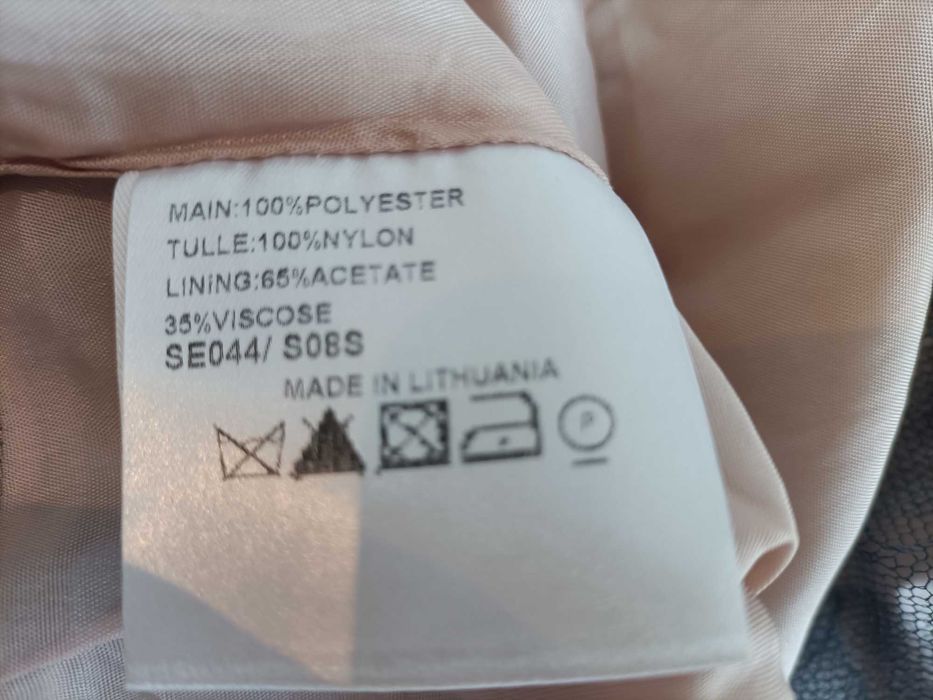 MAIN:100%POLYESTER
TULLE:100%NYLON
LINING:65%ACETATE
35%VISCOSE
SE044/ S08S
MADE IN LITHUANIA
P